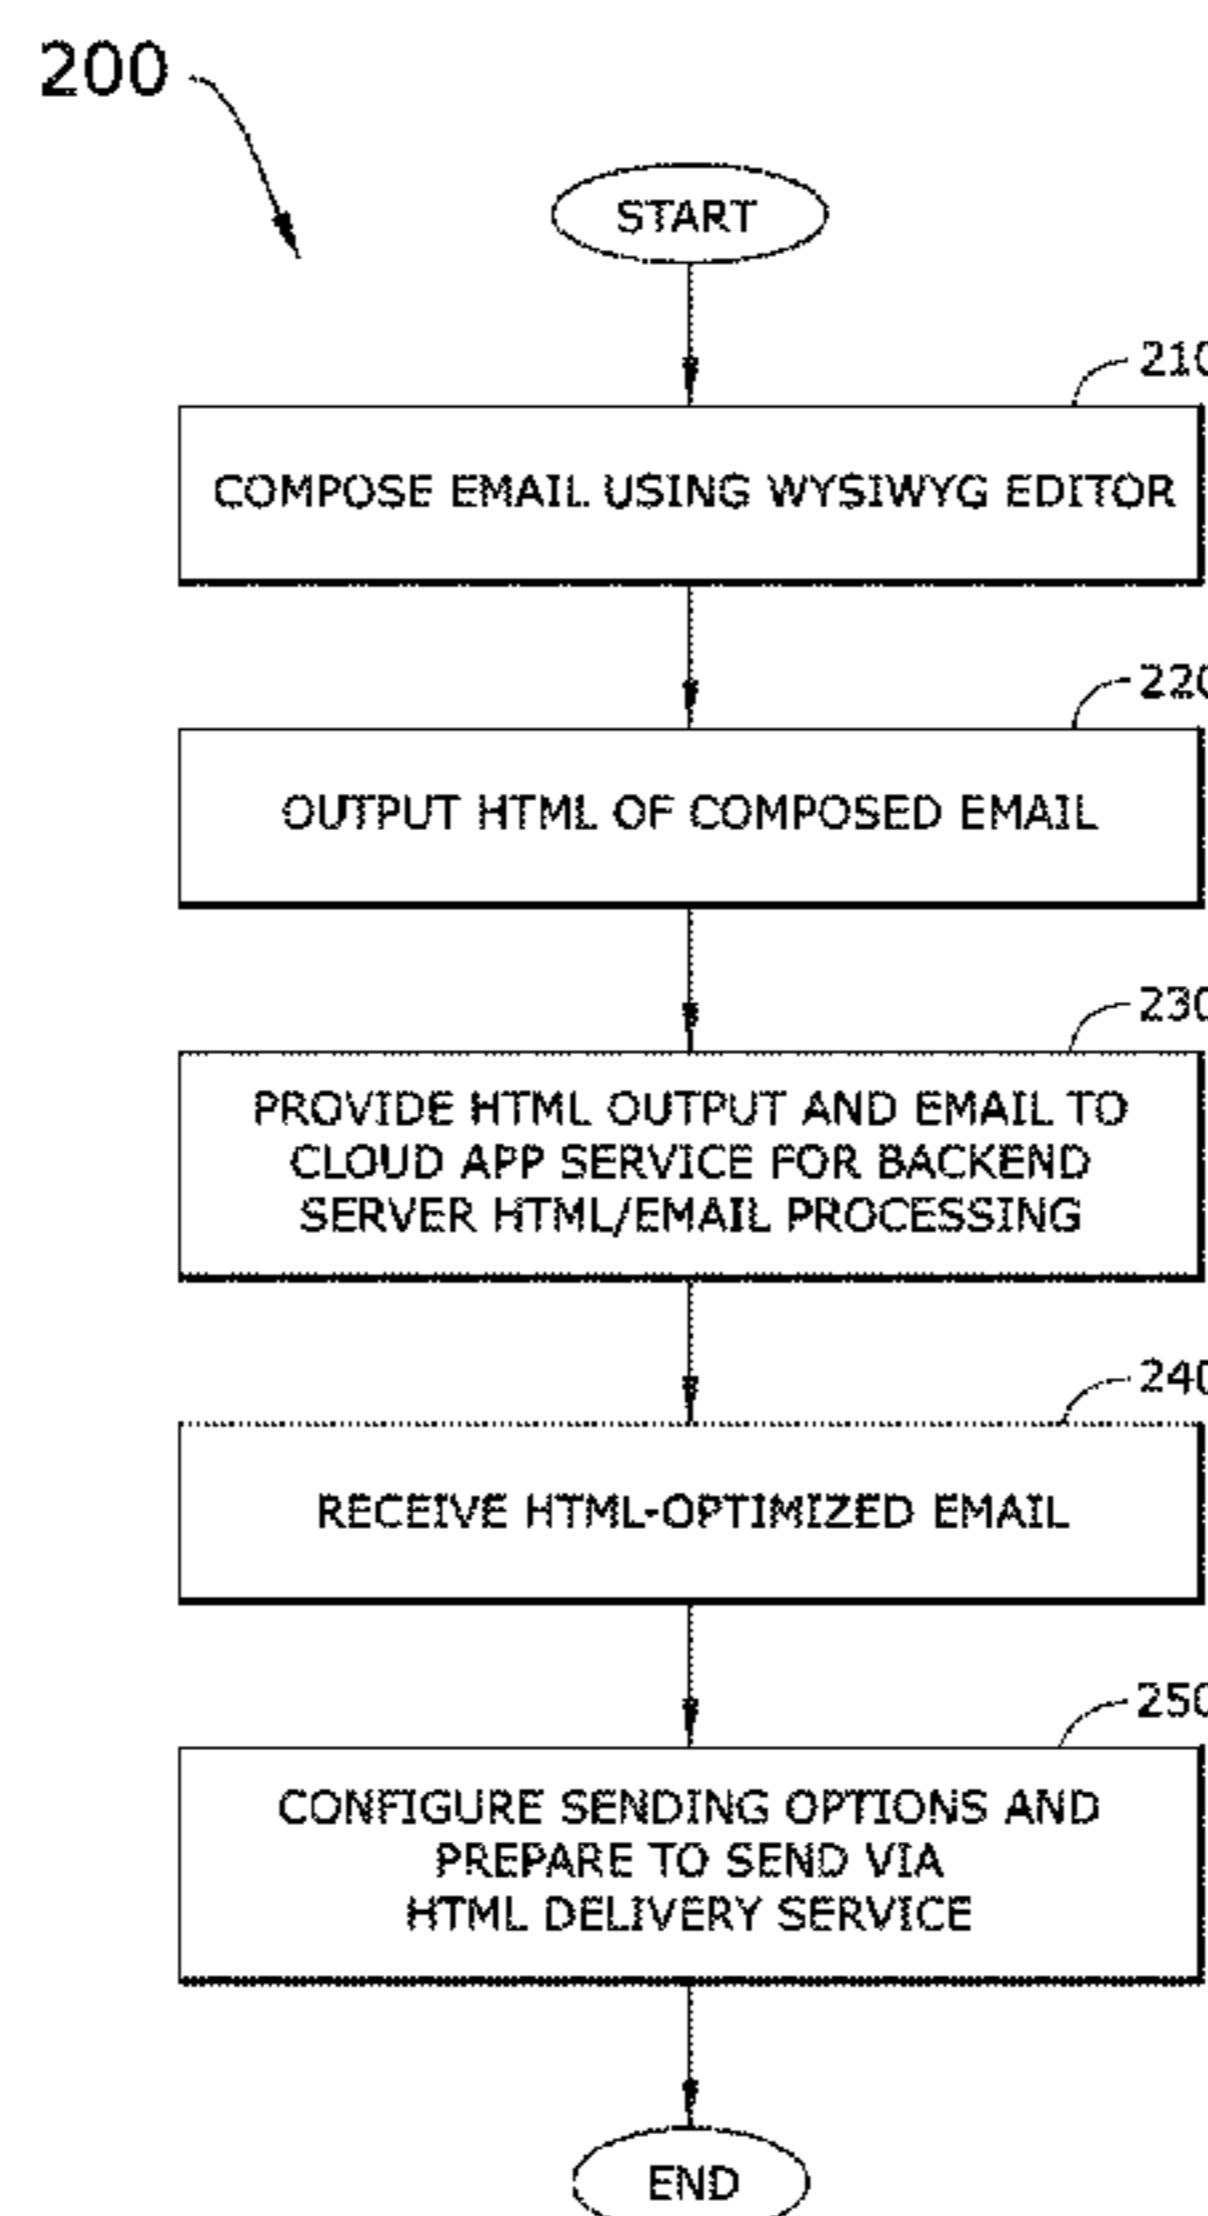 200
START
210
COMPOSE EMAIL USING WYSIWYG EDITOR
220
OUTPUT HTML OF COMPOSED EMAIL
230
PROVIDE HTML OUTPUT AND EMAIL TO
CLOUD APP SERVICE FOR BACKEND
SERVER HTML/EMAIL PROCESSING
240
RECEIVE HTML-OPTIMIZED EMAIL
250
CONFIGURE SENDING OPTIONS AND
PREPARE TO SEND VIA
HTML DELIVERY SERVICE
END